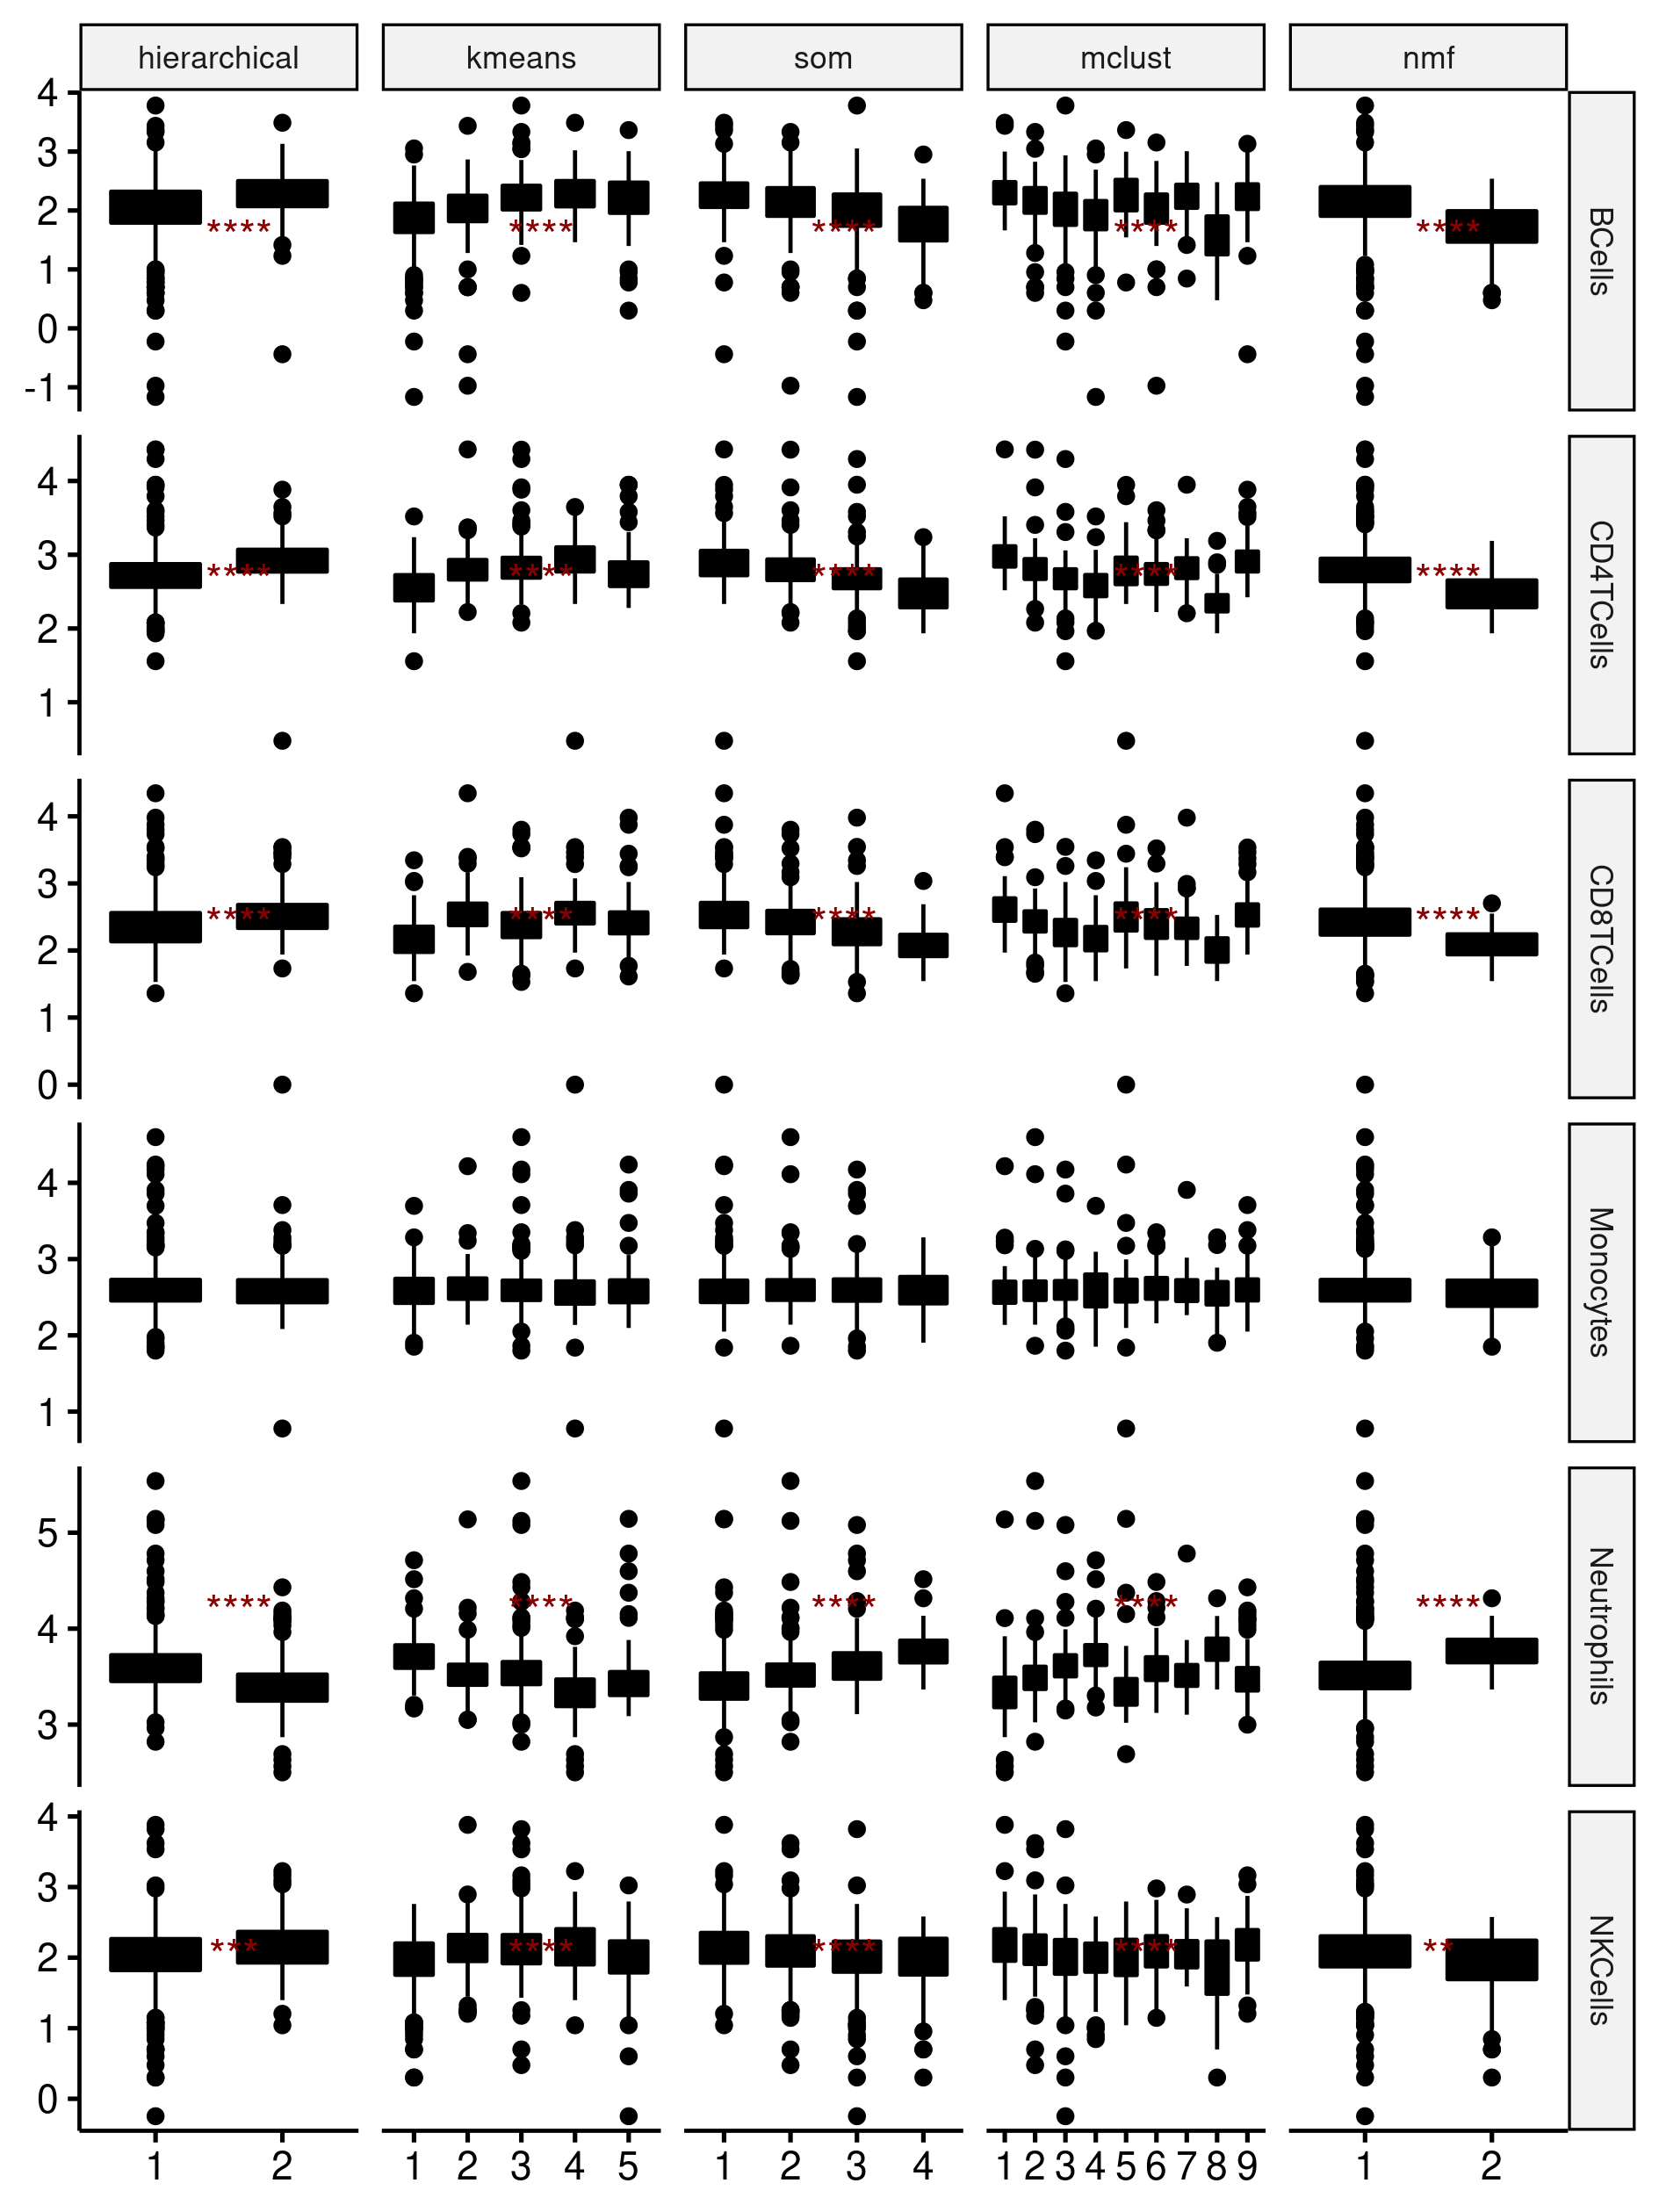 hierarchical kmeans som mclust nmf
4
3
2
1
0
-1
**** **** **** **** ****
BCells
4
3
2
1
**** **** **** **** ****
CD4TCells
4
3
2
1
0
**** **** **** **** ****
CD8TCells
4
3
2
1
Monocytes
5
4
3
**** **** **** **** ****
Neutrophils
4
3
2
1
0
*** **** **** **** **
NKCells
1 2 1 2 3 4 5 1 2 3 4 1 2 3 4 5 6 7 8 9 1 2